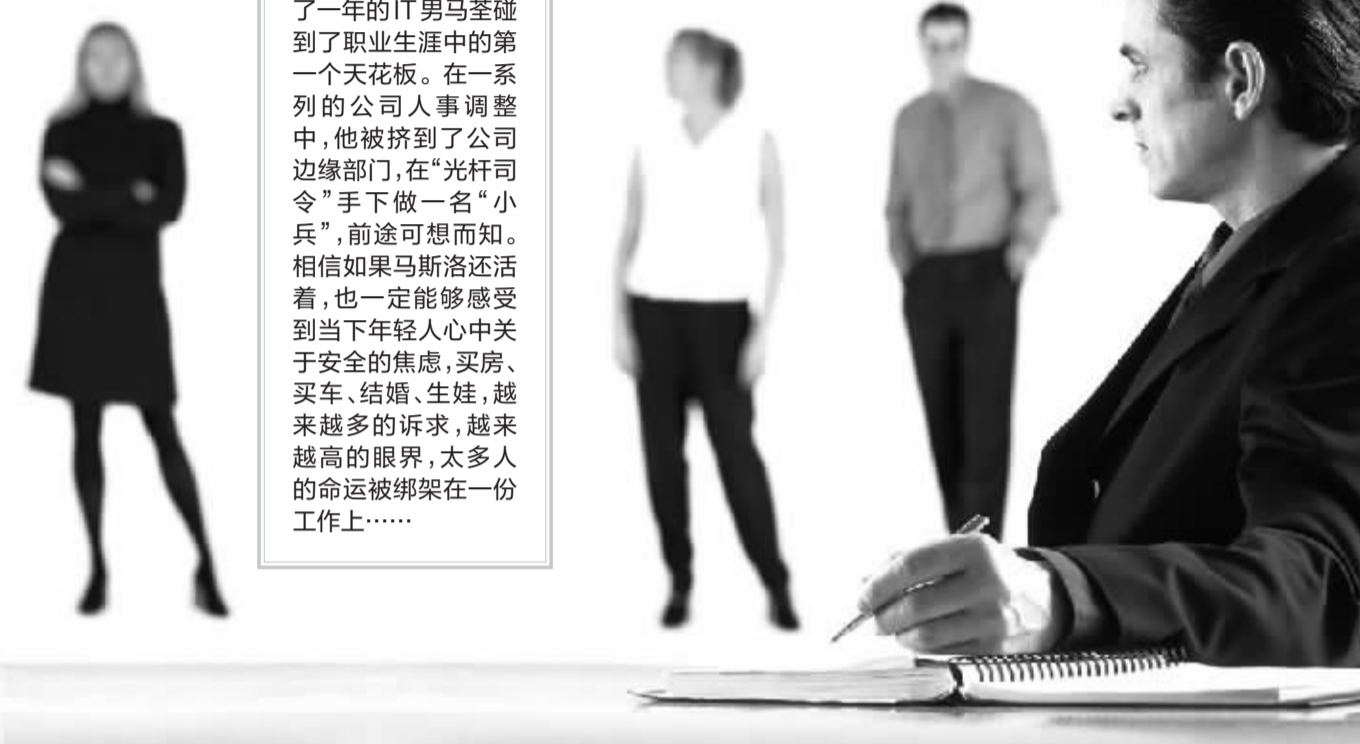 了一年的IT男马荃碰
到了职业生涯中的第
一个天花板。在一系
列的公司人事调整
中，他被挤到了公司
边缘部门，在“光杆司
令”手下做一名“小
兵”，前途可想而知。
相信如果马斯洛还活
着，也一定能够感受
到当下年轻人心中关
于安全的焦虑，买房、
买车、结婚、生娃，越
来越多的诉求，越来
越高的眼界，太多人
的命运被绑架在一份
工作上……